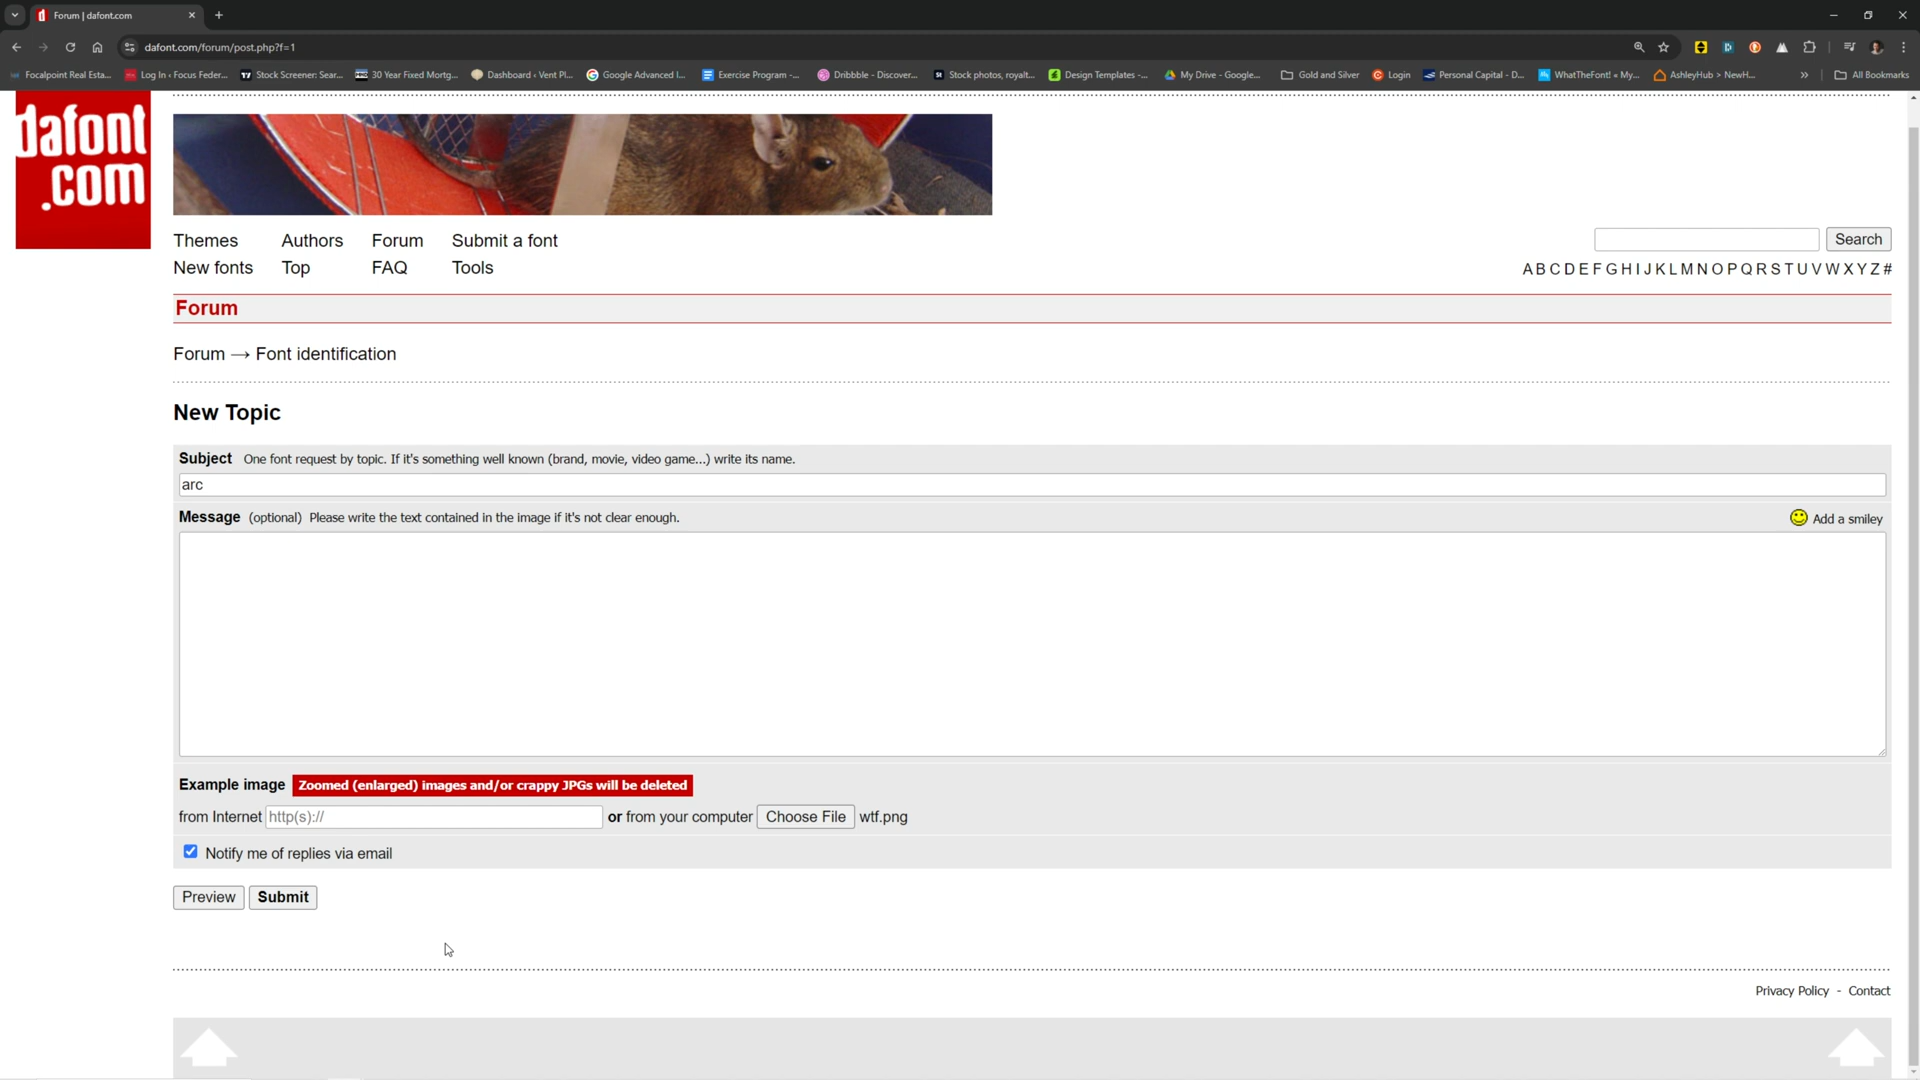 Forum | dafont.com
dafont.com/forum/post.php?f=1
Focalpoint Real Esta... Log In ‹ Focus Feder... Stock Screener: Sear... 30 Year Fixed Mortg... Dashboard ‹ Vent Pl... Google Advanced I... Exercise Program -... Dribbble - Discover... Stock photos, royalt... Design Templates -... My Drive - Google... Gold and Silver Login Personal Capital - D... WhatTheFont! « My... AshleyHub > NewH... » All Bookmarks
dafont
.com
Themes Authors Forum Submit a font
Search
New fonts Top FAQ Tools
A B C D E F G H I J K L M N O P Q R S T U V W X Y Z #
Forum
Forum → Font identification
New Topic
Subject One font request by topic. If it's something well known (brand, movie, video game...) write its name.
arc
Message (optional) Please write the text contained in the image if it's not clear enough.
Add a smiley
Example image Zoomed (enlarged) images and/or crappy JPGs will be deleted
from Internet http(s):// or from your computer Choose File wtf.png
Notify me of replies via email
Preview Submit
Privacy Policy - Contact